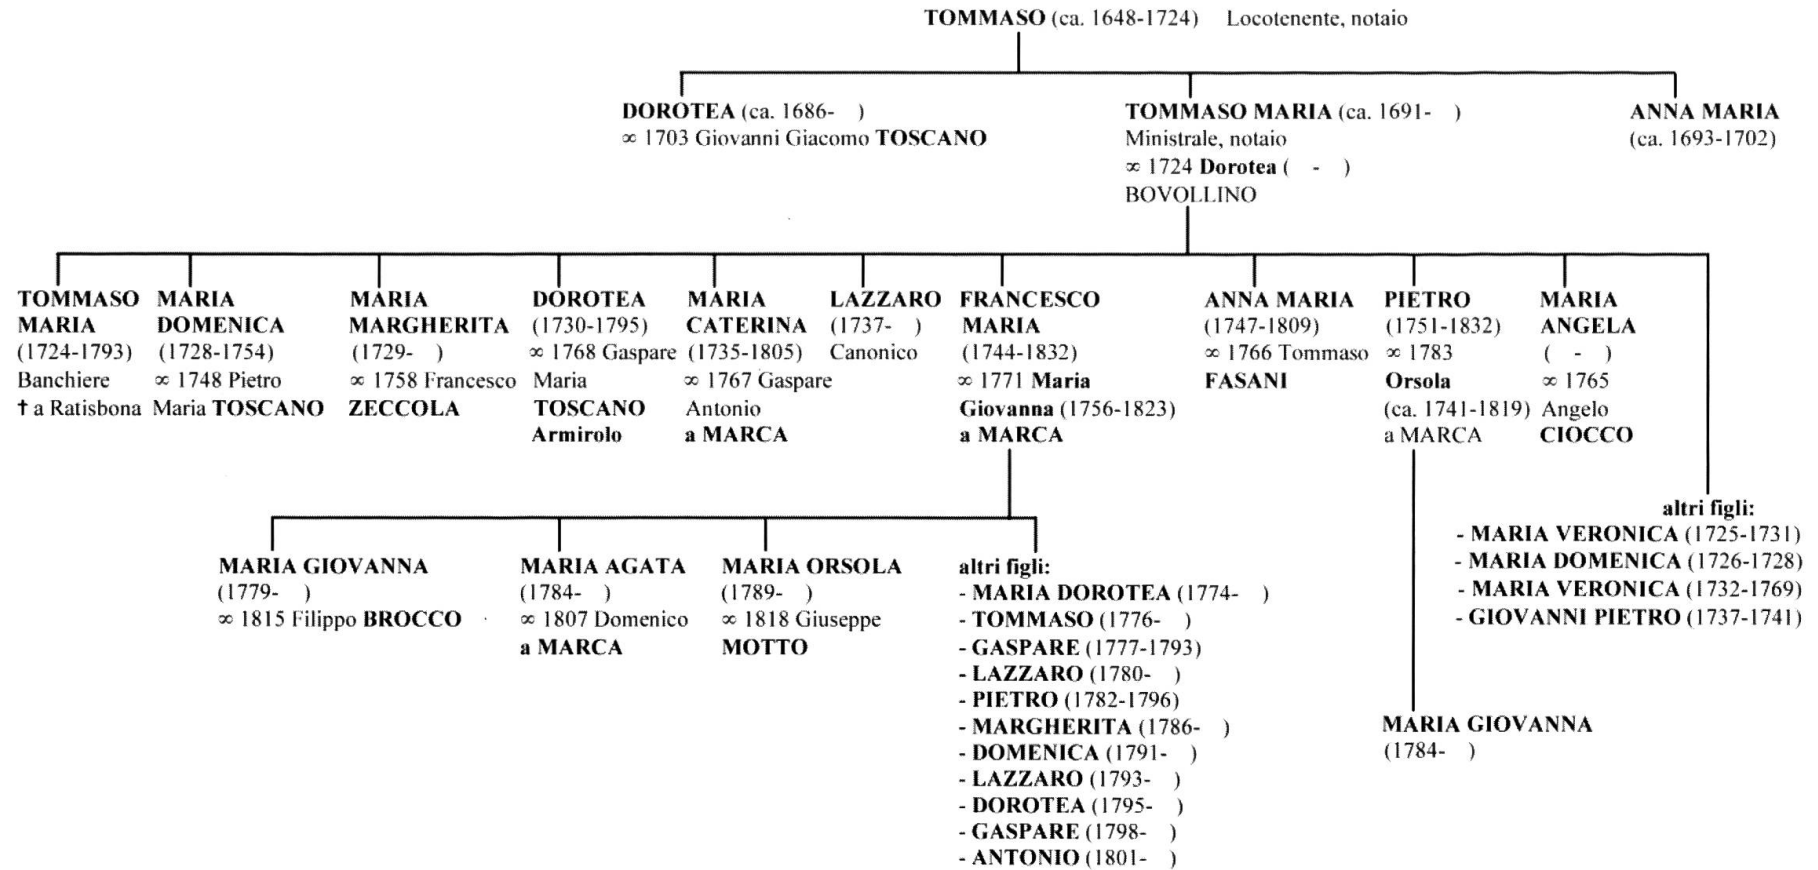 TOMMASO (ca. 1648-1724) Locotenente, notaio
DOROTEA (ca. 1686- )
∞ 1703 Giovanni Giacomo TOSCANO
TOMMASO MARIA (ca. 1691- )
Ministrale, notaio
∞ 1724 Dorotea ( - )
BOVOLLINO
ANNA MARIA
(ca. 1693-1702)
TOMMASO
MARIA
(1724-1793)
Banchiere
† a Ratisbona
MARIA
DOMENICA
(1728-1754)
∞ 1748 Pietro
Maria TOSCANO
MARIA
MARGHERITA
(1729- )
∞ 1758 Francesco
ZECCOLA
DOROTEA
(1730-1795)
∞ 1768 Gaspare
Maria
TOSCANO
Armirolo
MARIA
CATERINA
(1735-1805)
∞ 1767 Gaspare
Antonio
a MARCA
LAZZARO
(1737- )
Canonico
FRANCESCO
MARIA
(1744-1832)
∞ 1771 Maria
Giovanna (1756-1823)
a MARCA
ANNA MARIA
(1747-1809)
∞ 1766 Tommaso
FASANI
PIETRO
(1751-1832)
∞ 1783
Orsola
(ca. 1741-1819)
a MARCA
MARIA
ANGELA
( - )
∞ 1765
Angelo
CIOCCO
altri figli:
- MARIA VERONICA (1725-1731)
- MARIA DOMENICA (1726-1728)
- MARIA VERONICA (1732-1769)
- GIOVANNI PIETRO (1737-1741)
MARIA GIOVANNA
(1779- )
∞ 1815 Filippo BROCCO
MARIA AGATA
(1784- )
∞ 1807 Domenico
a MARCA
MARIA ORSOLA
(1789- )
∞ 1818 Giuseppe
MOTTO
altri figli:
- MARIA DOROTEA (1774- )
- TOMMASO (1776- )
- GASPARE (1777-1793)
- LAZZARO (1780- )
- PIETRO (1782-1796)
- MARGHERITA (1786- )
- DOMENICA (1791- )
- LAZZARO (1793- )
- DOROTEA (1795- )
- GASPARE (1798- )
- ANTONIO (1801- )
MARIA GIOVANNA
(1784- )